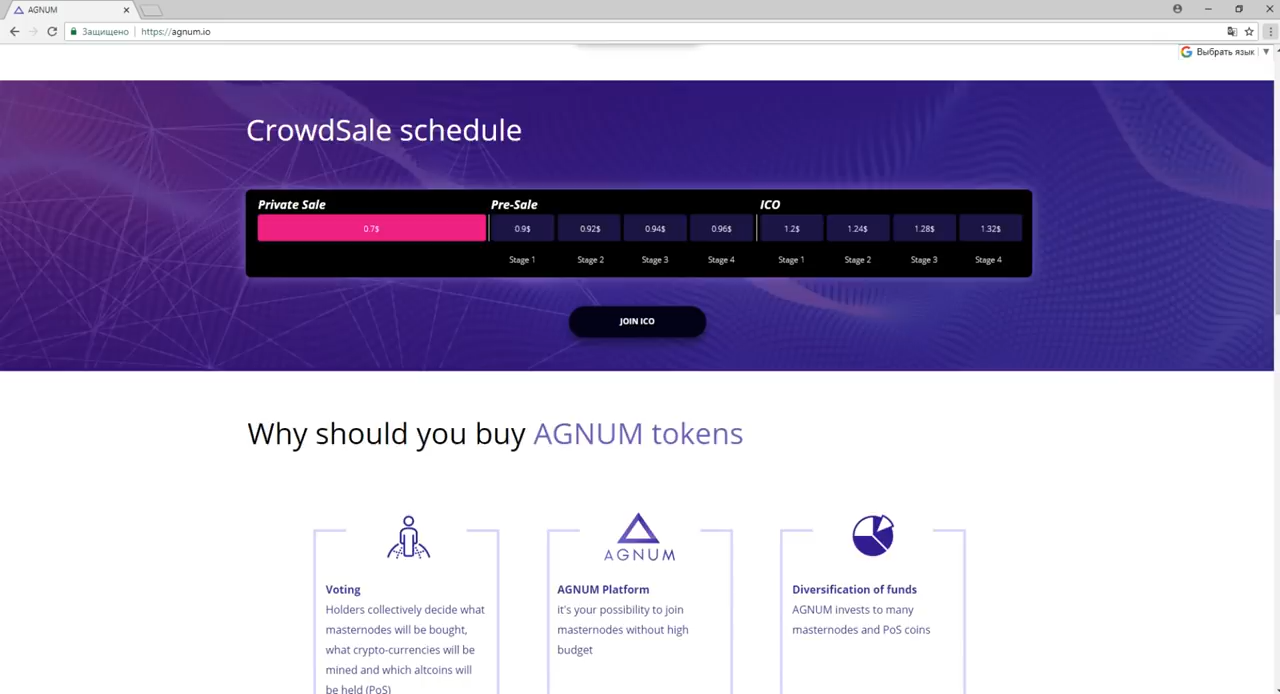 AGNUM
Защищено
https://agnum.io
Выбрать язык
CrowdSale schedule
Private Sale
Pre-Sale
ICO
0.7$
0.9$
0.92$
0.94$
0.96$
1.2$
1.24$
1.28$
1.32$
Stage 1
Stage 2
Stage 3
Stage 4
Stage 1
Stage 2
Stage 3
Stage 4
JOIN ICO
Why should you buy AGNUM tokens
Voting
Holders collectively decide what
masternodes will be bought,
what crypto-currencies will be
mined and which altcoins will
be held (PoS)
AGNUM
AGNUM Platform
it's your possibility to join
masternodes without high
budget
Diversification of funds
AGNUM invests to many
masternodes and PoS coins